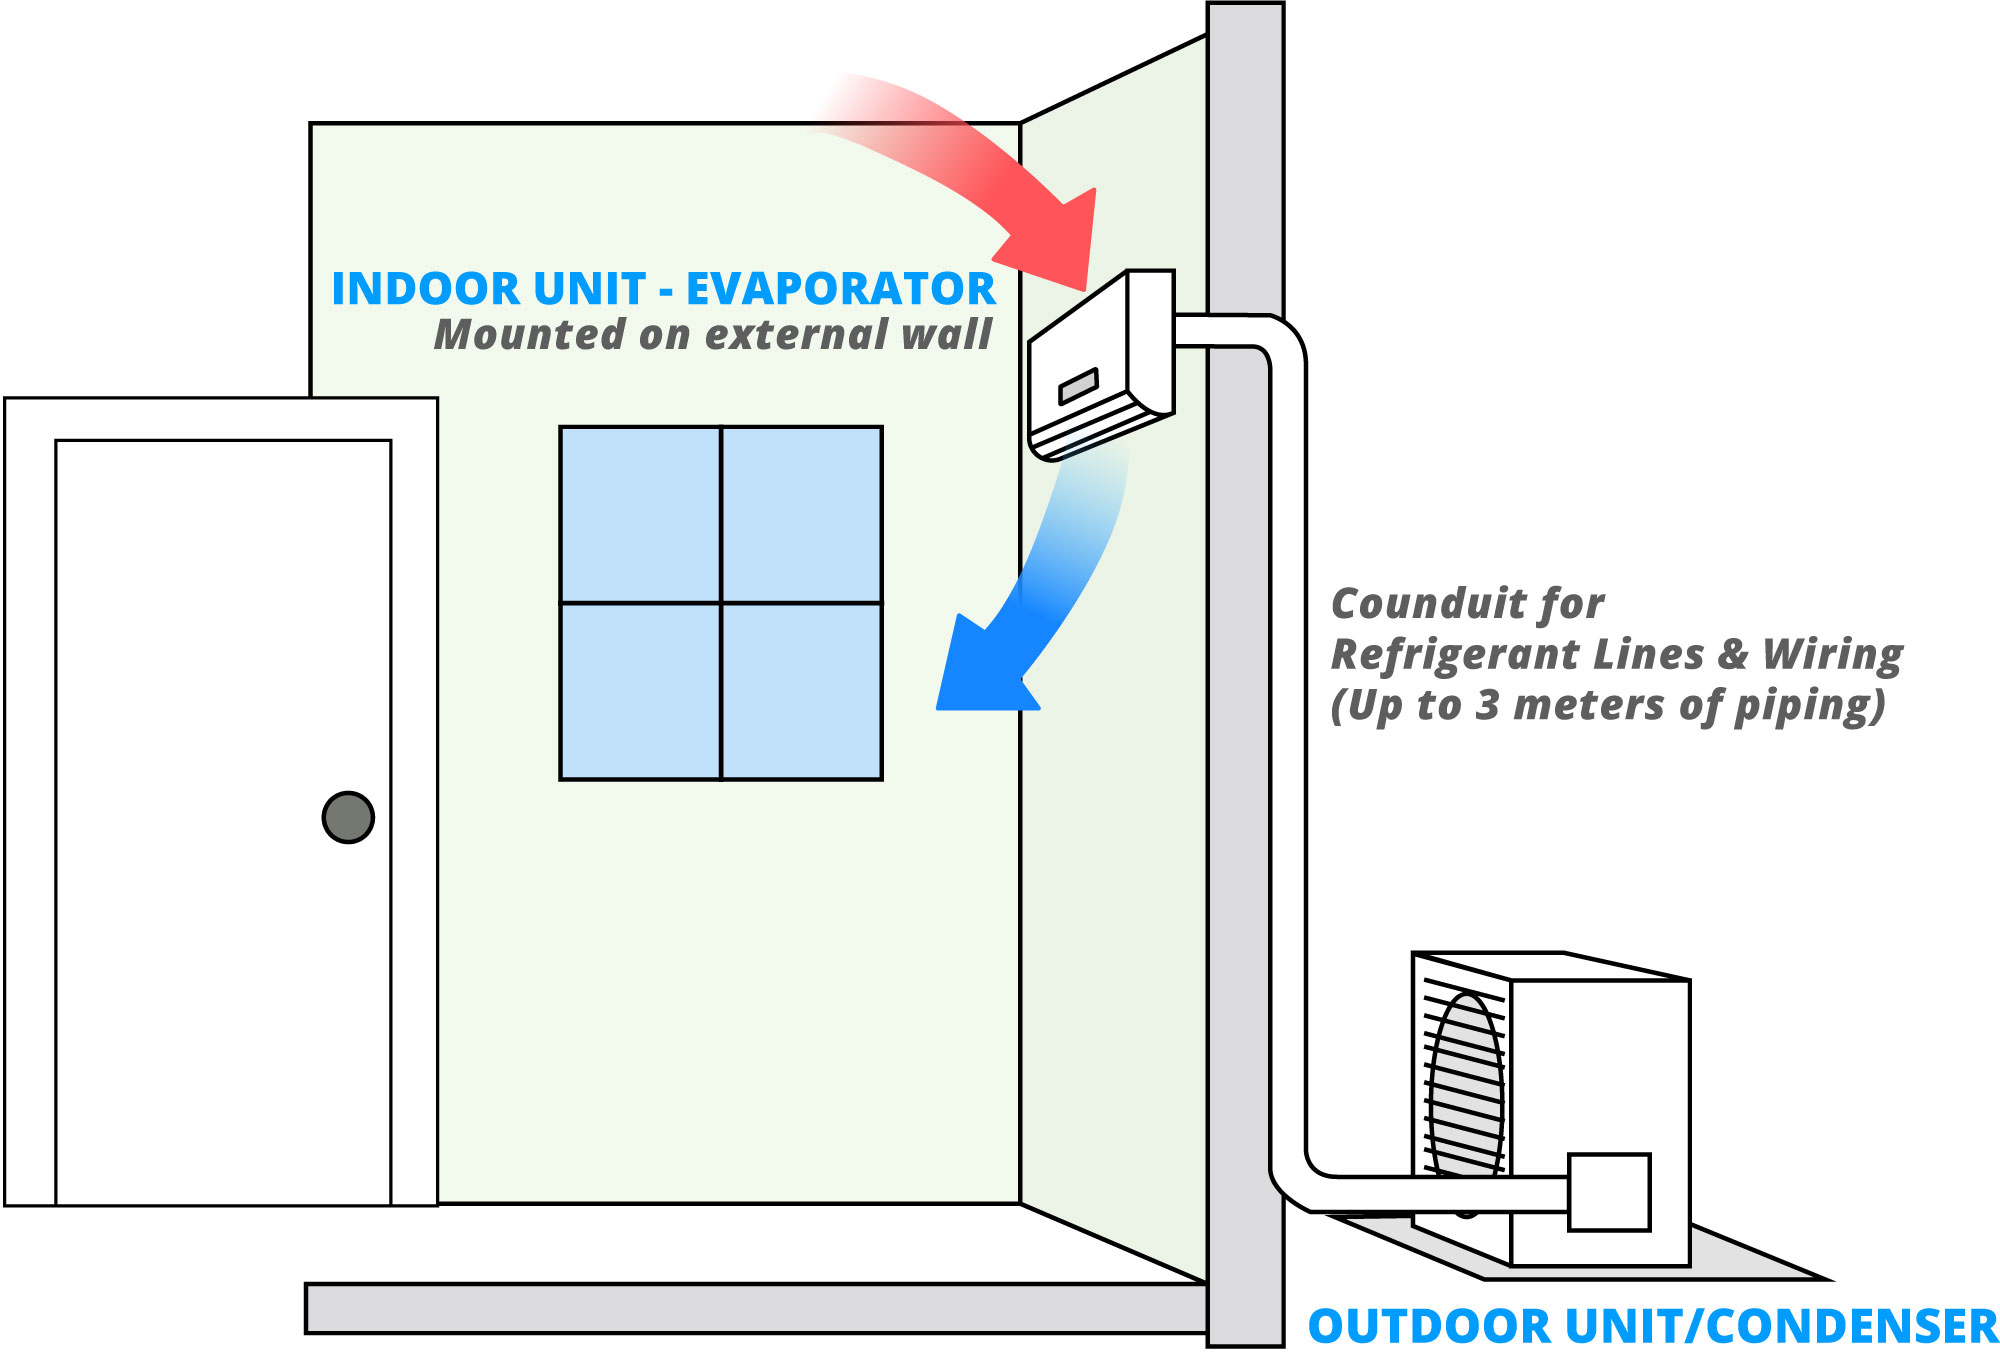 INDOOR UNIT - EVAPORATOR
Mounted on external wall
Counduit for
Refrigerant Lines & Wiring
(Up to 3 meters of piping)
OUTDOOR UNIT/CONDENSER